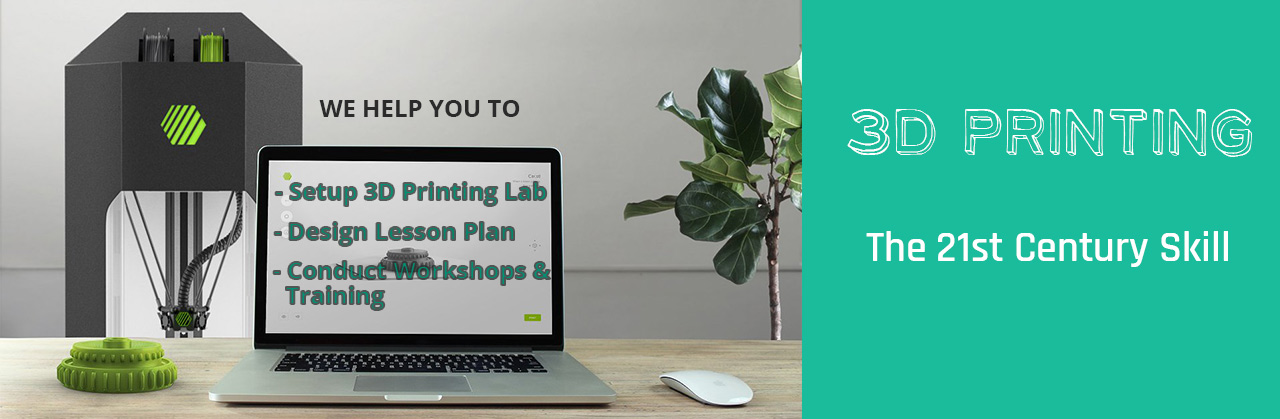 WE HELP YOU TO
- Setup 3D Printing Lab
- Design Lesson Plan
- Conduct Workshops &
Training
3D PRINTING
The 21st Century Skill